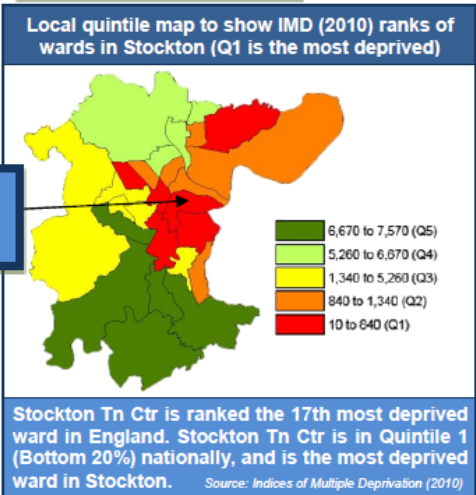 Local quintile map to show IMD (2010) ranks of
wards in Stockton (Q1 is the most deprived)
6,670 to 7,570 (Q5)
5,260 to 6,670 (Q4)
1,340 to 5,260 (Q3)
840 to 1,340 (Q2)
10 to 840 (Q1)
Stockton Tn Ctr is ranked the 17th most deprived
ward in England. Stockton Tn Ctr is in Quintile 1
(Bottom 20%) nationally, and is the most deprived
ward in Stockton. Source: Indices of Multiple Deprivation (2010)